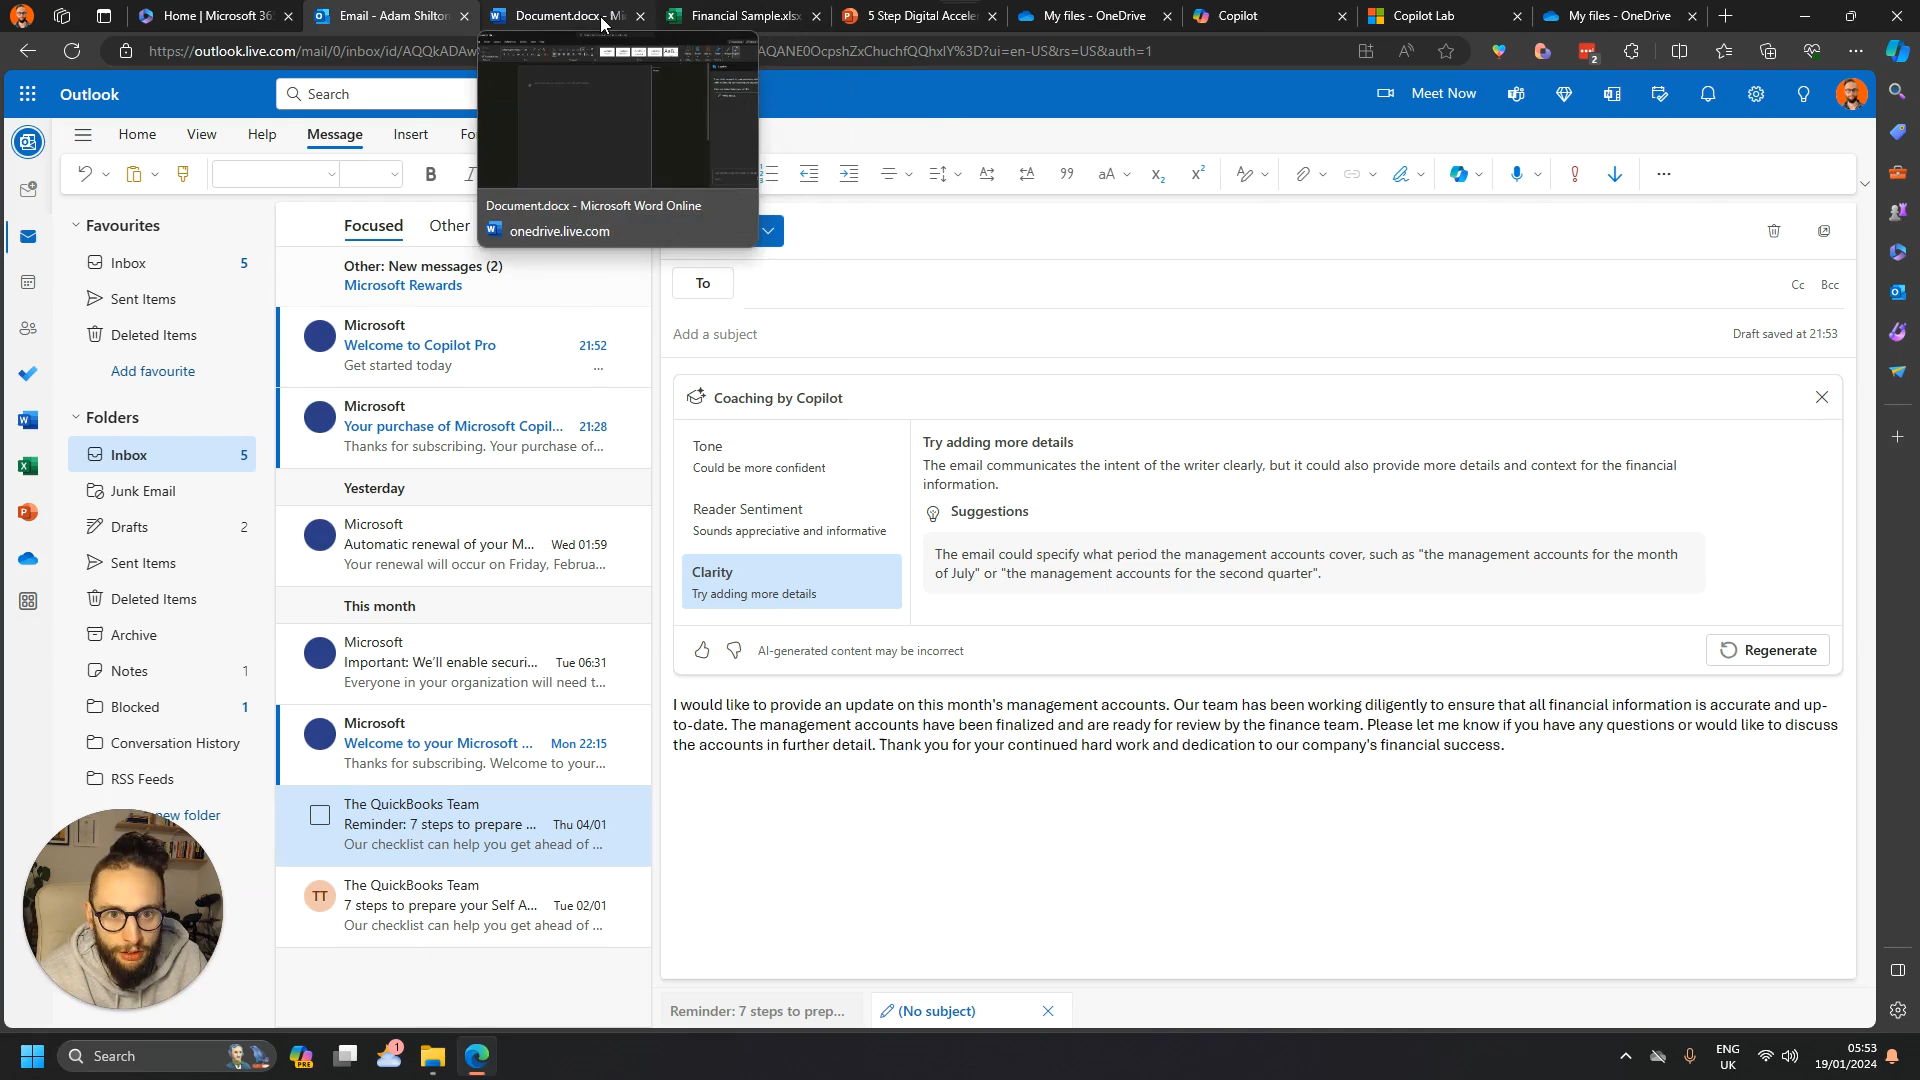 Home | Microsoft 36
Email - Adam Shilton
Document.docx - Mi
Financial Sample.xlsx
5 Step Digital Acceler
My files - OneDrive
Copilot
Copilot Lab
My files - OneDrive
https://outlook.live.com/mail/0/inbox/id/AQQkADAw
AQANE0OcpshZxChuchfQQhxIY%3D?ui=en-US&rs=US&auth=1
2
Outlook
Search
Meet Now
Home
View
Help
Message
Insert
Fo
Document.docx - Microsoft Word Online
onedrive.live.com
Favourites
Inbox 5
Sent Items
Deleted Items
Add favourite
Folders
Inbox 5
Junk Email
Drafts 2
Sent Items
Deleted Items
Archive
Notes 1
Blocked 1
Conversation History
RSS Feeds
new folder
Focused
Other
Other: New messages (2)
Microsoft Rewards
Microsoft
Welcome to Copilot Pro 21:52
Get started today ...
Microsoft
Your purchase of Microsoft Copil... 21:28
Thanks for subscribing. Your purchase of...
Yesterday
Microsoft
Automatic renewal of your M... Wed 01:59
Your renewal will occur on Friday, Februa...
This month
Microsoft
Important: We'll enable securi... Tue 06:31
Everyone in your organization will need t...
Microsoft
Welcome to your Microsoft ... Mon 22:15
Thanks for subscribing. Welcome to your...
The QuickBooks Team
Reminder: 7 steps to prepare ... Thu 04/01
Our checklist can help you get ahead of ...
TT
The QuickBooks Team
7 steps to prepare your Self A... Tue 02/01
Our checklist can help you get ahead of ...
To
Cc
Bcc
Add a subject
Draft saved at 21:53
Coaching by Copilot
Tone
Could be more confident
Reader Sentiment
Sounds appreciative and informative
Clarity
Try adding more details
Try adding more details
The email communicates the intent of the writer clearly, but it could also provide more details and context for the financial
information.
Suggestions
The email could specify what period the management accounts cover, such as "the management accounts for the month
of July" or "the management accounts for the second quarter".
AI-generated content may be incorrect
Regenerate
I would like to provide an update on this month's management accounts. Our team has been working diligently to ensure that all financial information is accurate and up-
to-date. The management accounts have been finalized and are ready for review by the finance team. Please let me know if you have any questions or would like to discuss
the accounts in further detail. Thank you for your continued hard work and dedication to our company's financial success.
Reminder: 7 steps to prep...
(No subject)
Search
PRE
1
ENG
UK
05:53
19/01/2024